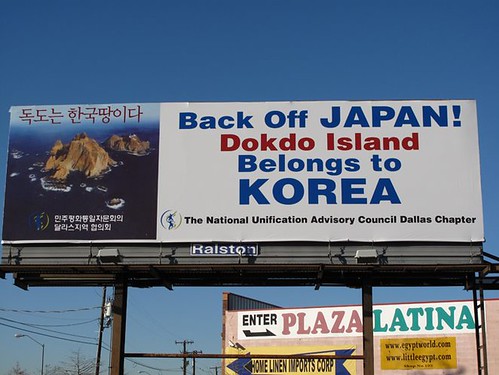 독도는 한국땅이다
Back Off JAPAN!
Dokdo Island
Belongs to
KOREA
민주평화통일자문회의
달라스지역 협의회
The National Unification Advisory Council Dallas Chapter
Ralston
ENTER
PLAZA LATINA
HOME LINEN IMPORTS CORP
www.egyptworld.com
www.littleegypt.com